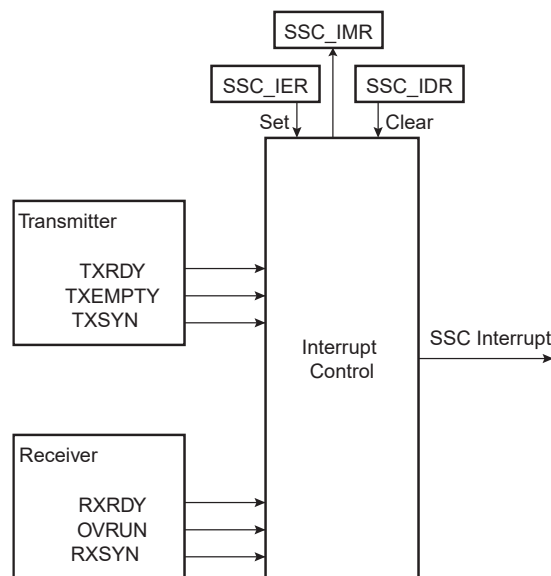 SSC_IMR
SSC_IER
SSC_IDR
Set
Clear
Transmitter
TXRDY
TXEMPTY
TXSYN
Interrupt
Control
SSC Interrupt
Receiver
RXRDY
OVRUN
RXSYN